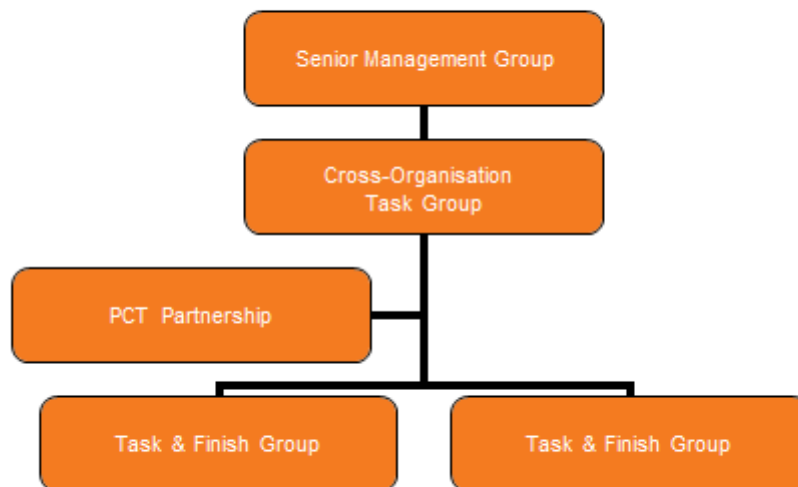 Senior Management Group
Cross-Organisation
Task Group
PCT Partnership
Task & Finish Group
Task & Finish Group